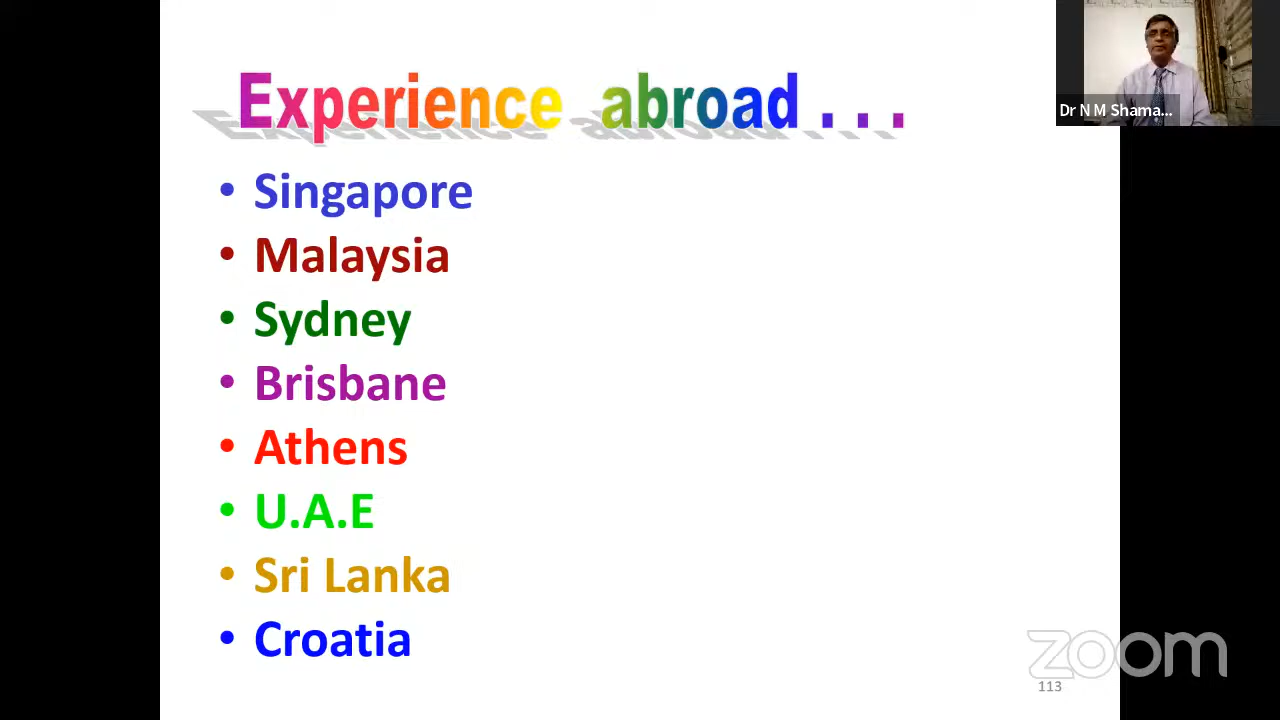 Experience abroad . . .
Dr N M Shama...
• Singapore
• Malaysia
• Sydney
• Brisbane
• Athens
• U.A.E
• Sri Lanka
• Croatia
zoom
113